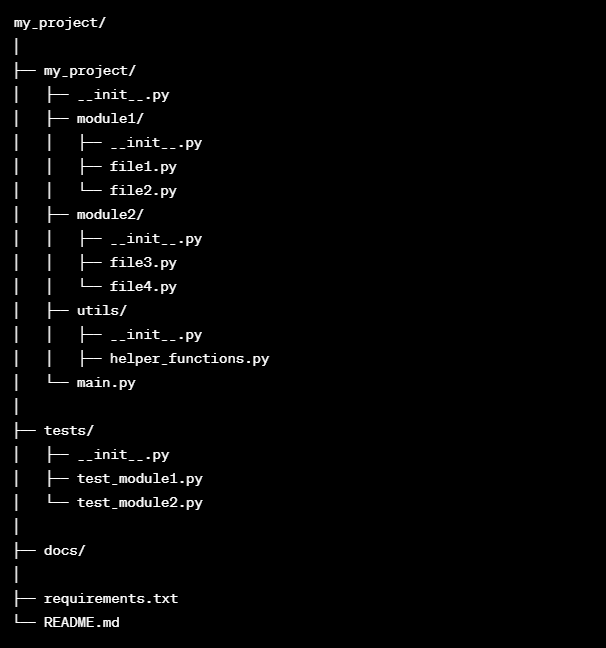 my_project/
│
├── my_project/
│   ├── __init__.py
│   ├── module1/
│   │   ├── __init__.py
│   │   ├── file1.py
│   │   └── file2.py
│   ├── module2/
│   │   ├── __init__.py
│   │   ├── file3.py
│   │   └── file4.py
│   ├── utils/
│   │   ├── __init__.py
│   │   ├── helper_functions.py
│   └── main.py
│
├── tests/
│   ├── __init__.py
│   ├── test_module1.py
│   └── test_module2.py
│
├── docs/
│
├── requirements.txt
└── README.md